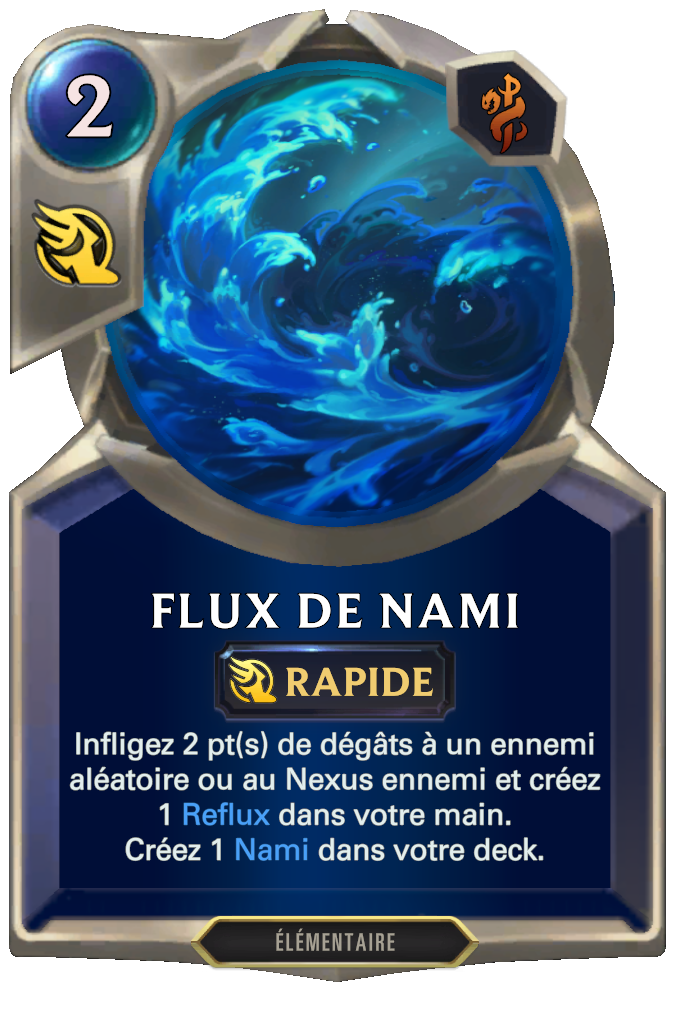 2
FLUX DE NAMI
RAPIDE
Infligez 2 pt(s) de dégâts à un ennemi
aléatoire ou au Nexus ennemi et créez
1 Reflux dans votre main.
Créez 1 Nami dans votre deck.
ÉLÉMENTAIRE